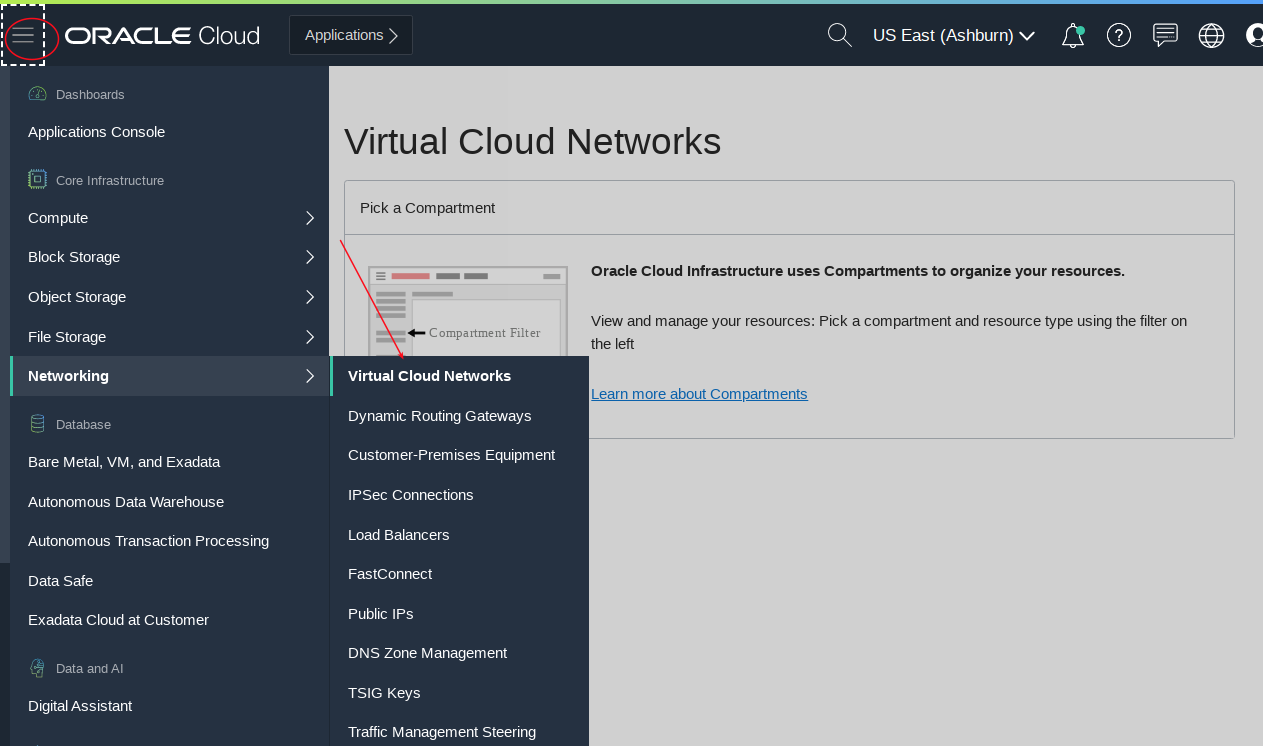 ORACLE Cloud
Applications
US East (Ashburn)
Dashboards
Applications Console
Core Infrastructure
Compute
Block Storage
Object Storage
File Storage
Networking
Database
Bare Metal, VM, and Exadata
Autonomous Data Warehouse
Autonomous Transaction Processing
Data Safe
Exadata Cloud at Customer
Data and AI
Digital Assistant
Virtual Cloud Networks
Dynamic Routing Gateways
Customer-Premises Equipment
IPSec Connections
Load Balancers
FastConnect
Public IPs
DNS Zone Management
TSIG Keys
Traffic Management Steering
Virtual Cloud Networks
Pick a Compartment
Compartment Filter
Oracle Cloud Infrastructure uses Compartments to organize your resources.
View and manage your resources: Pick a compartment and resource type using the filter on
the left
Learn more about Compartments